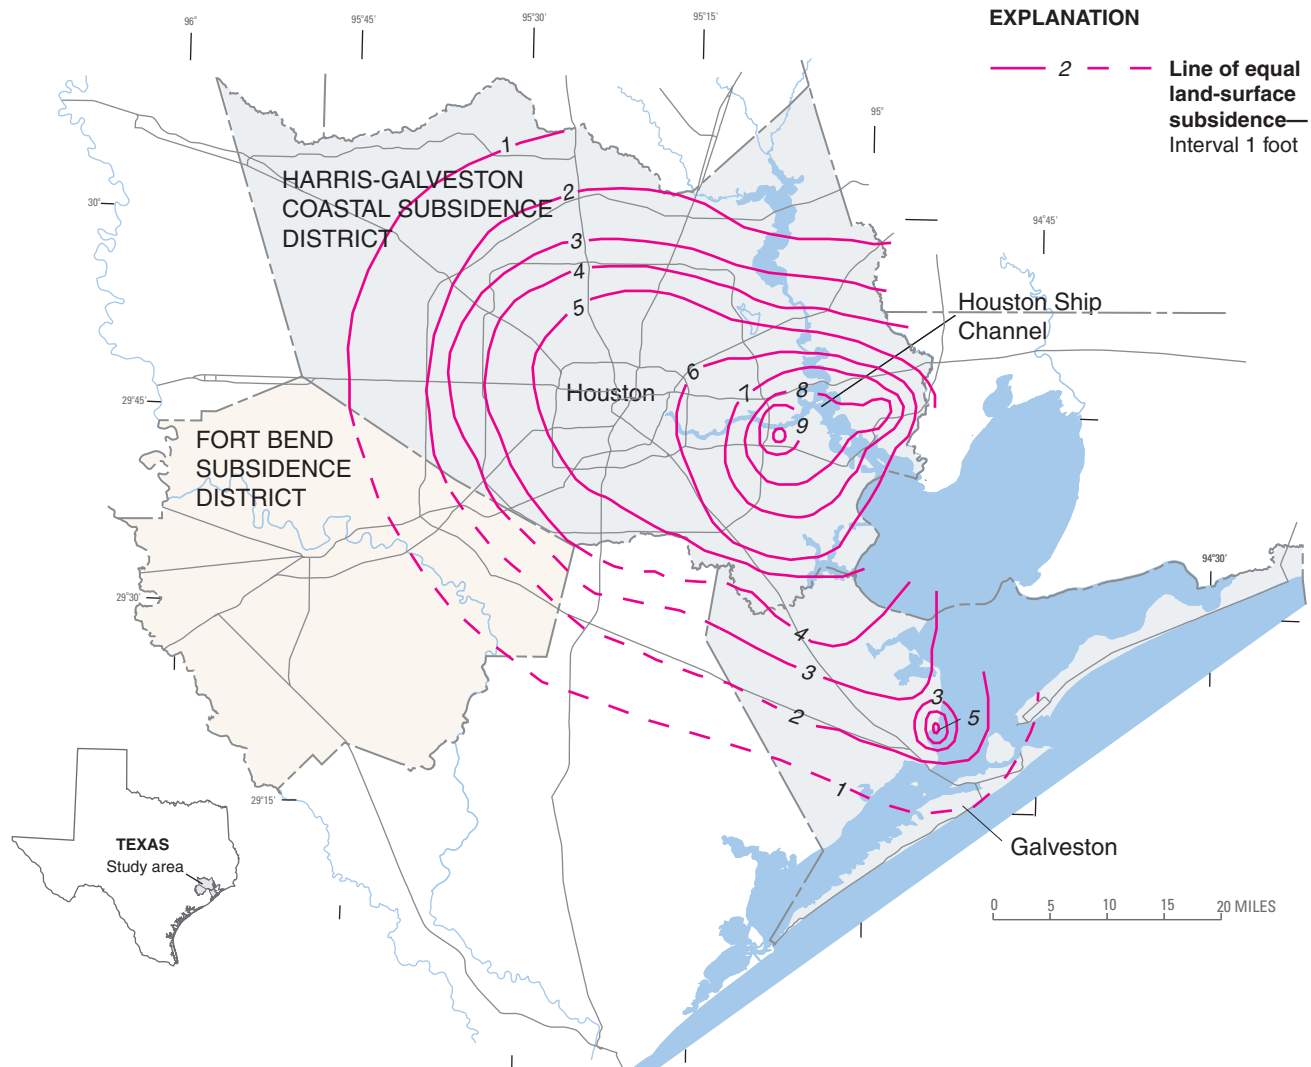 EXPLANATION
2
Line of equal
land-surface
subsidence—
Interval 1 foot
96°
95°45'
95°30'
95°15'
95°
94°45'
94°30'
30°
29°45'
29°30'
29°15'
HARRIS-GALVESTON
COASTAL SUBSIDENCE
DISTRICT
1
2
3
4
5
6
7
8
9
Houston Ship
Channel
Houston
FORT BEND
SUBSIDENCE
DISTRICT
4
3
2
1
3
5
Galveston
TEXAS
Study area
0 5 10 15 20 MILES